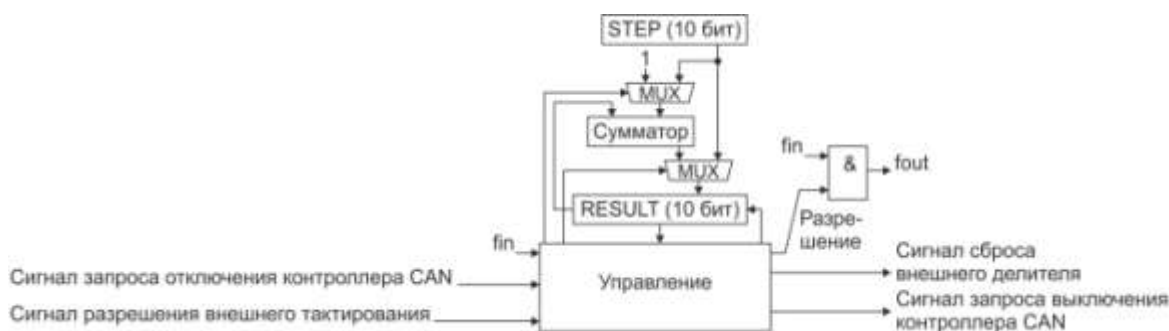 STEP (10 бит)
1
MUX
Сумматор
fin
&
fout
MUX
RESULT (10 бит)
Разре-
шение
fin
Сигнал сброса
внешнего делителя
Сигнал запроса отключения контроллера CAN
Управление
Сигнал запроса выключения
контроллера CAN
Сигнал разрешения внешнего тактирования